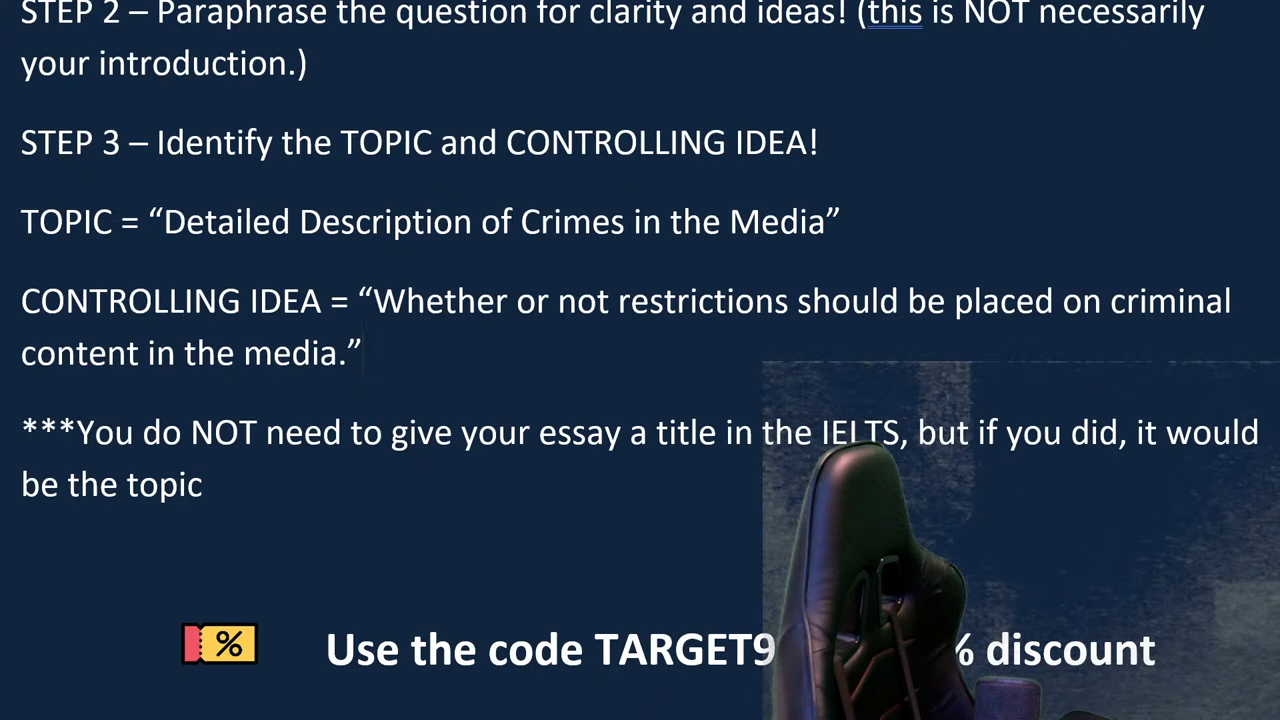 STEP 2 – Paraphrase the question for clarity and ideas! (this is NOT necessarily
your introduction.)
STEP 3 – Identify the TOPIC and CONTROLLING IDEA!
TOPIC = “Detailed Description of Crimes in the Media”
CONTROLLING IDEA = “Whether or not restrictions should be placed on criminal
content in the media.”
***You do NOT need to give your essay a title in the IELTS, but if you did, it would
be the topic
% Use the code TARGET9 % discount